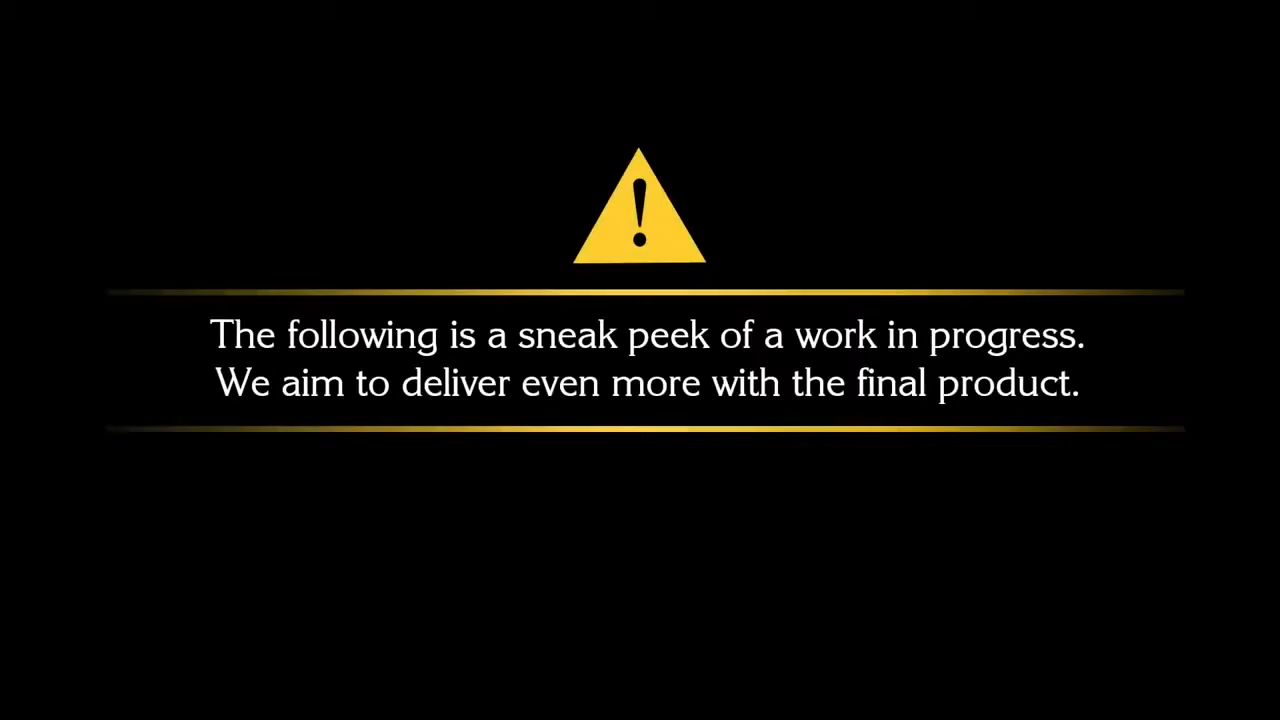 The following is a sneak peek of a work in progress.
We aim to deliver even more with the final product.